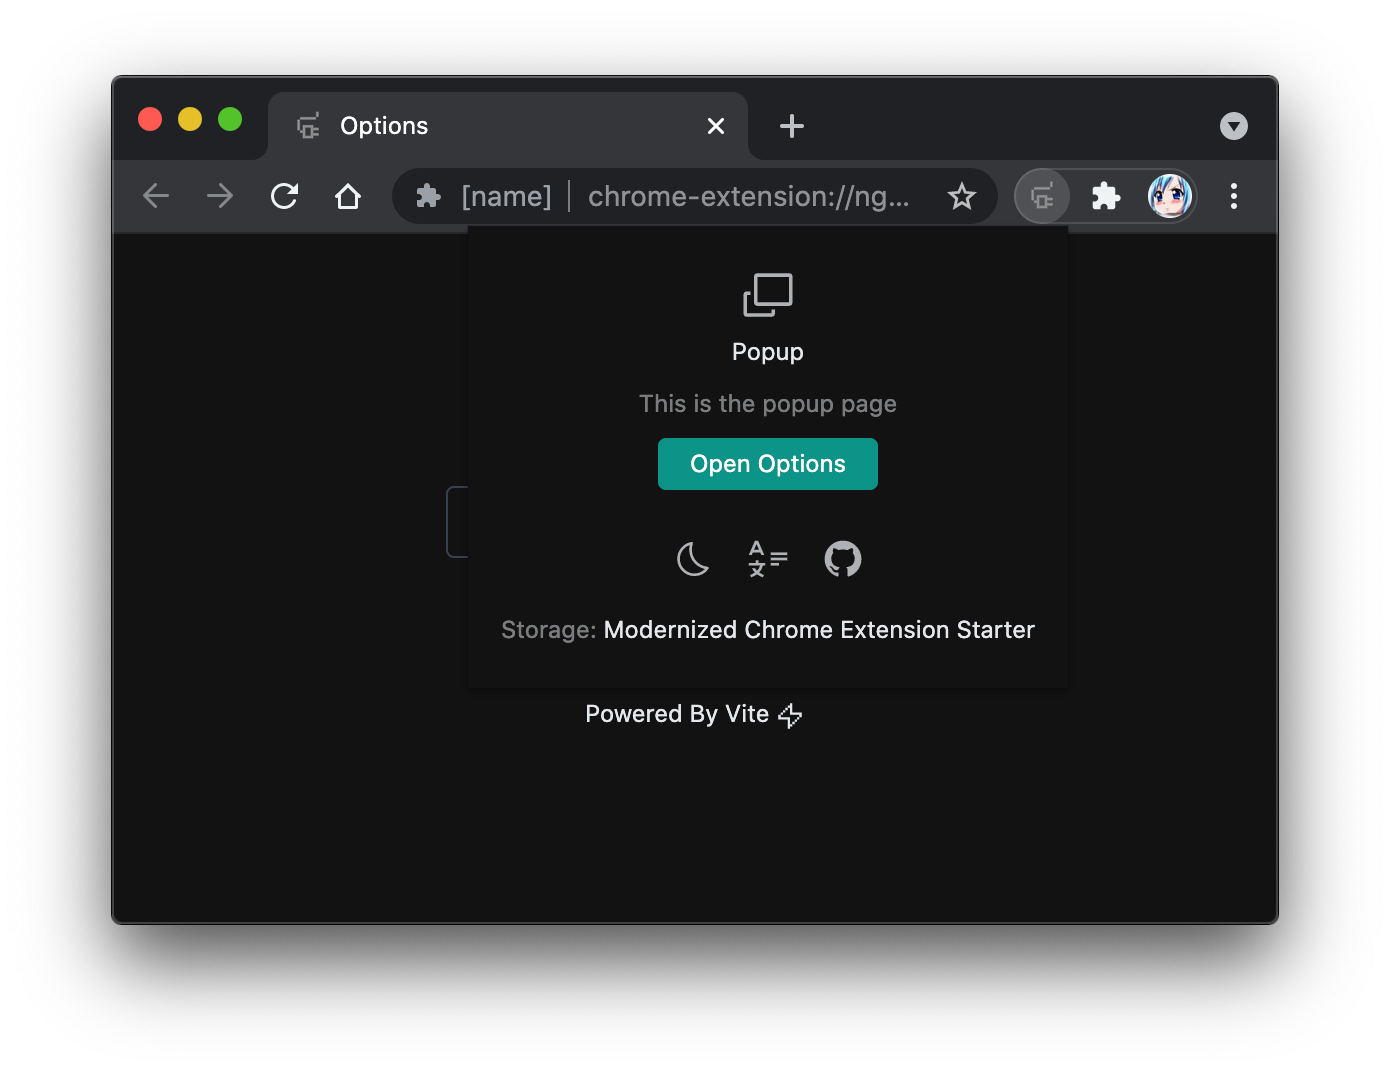 Options
[name] | chrome-extension://ng...
Popup
This is the popup page
Open Options
Storage: Modernized Chrome Extension Starter
Powered By Vite